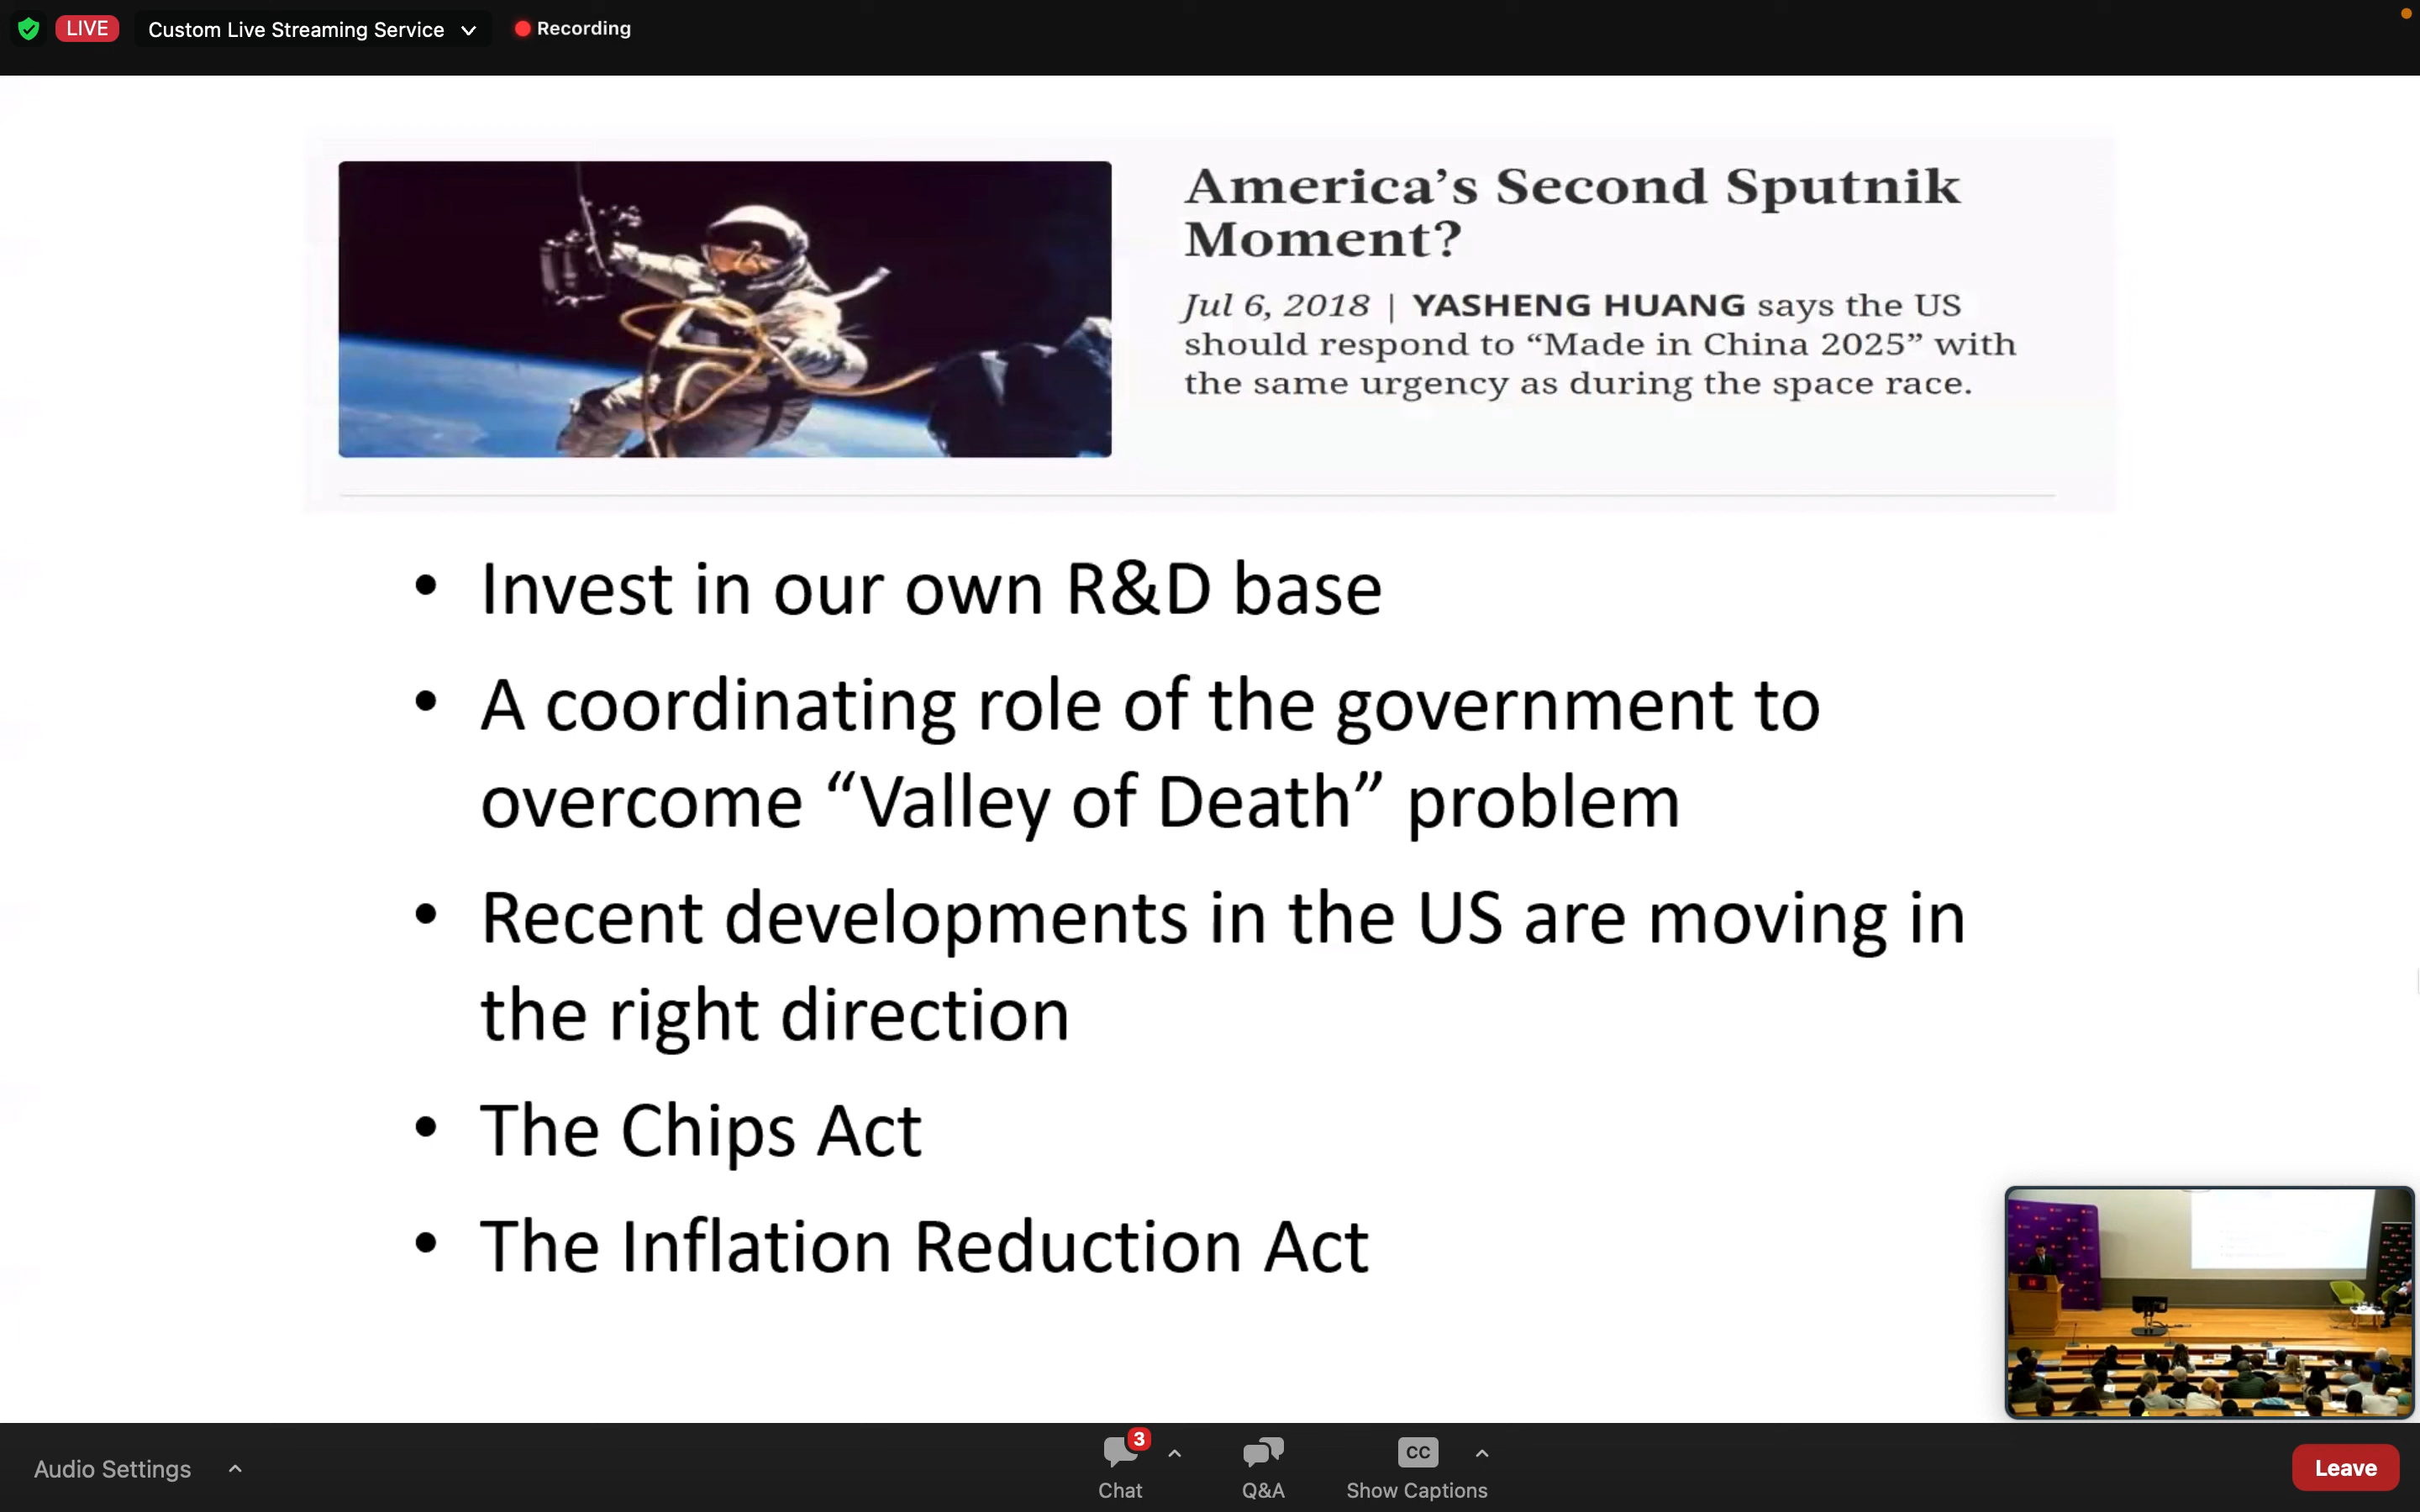 LIVE Custom Live Streaming Service Recording
America’s Second Sputnik
Moment?
Jul 6, 2018 | YASHENG HUANG says the US
should respond to “Made in China 2025” with
the same urgency as during the space race.
• Invest in our own R&D base
• A coordinating role of the government to
overcome “Valley of Death” problem
• Recent developments in the US are moving in
the right direction
• The Chips Act
• The Inflation Reduction Act
Audio Settings
3
Chat
Q&A
CC
Show Captions
Leave